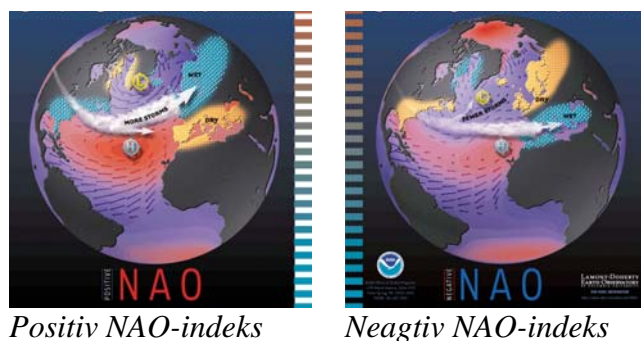 WET
MORE STORMS
DRY
L
H
POSITIVE
NAO
Positiv NAO-indeks
DRY
FEWER STORMS
WET
L
H
NEGATIVE
NAO
LAMONT-DOHERTY
EARTH OBSERVATORY
Neagtiv NAO-indeks